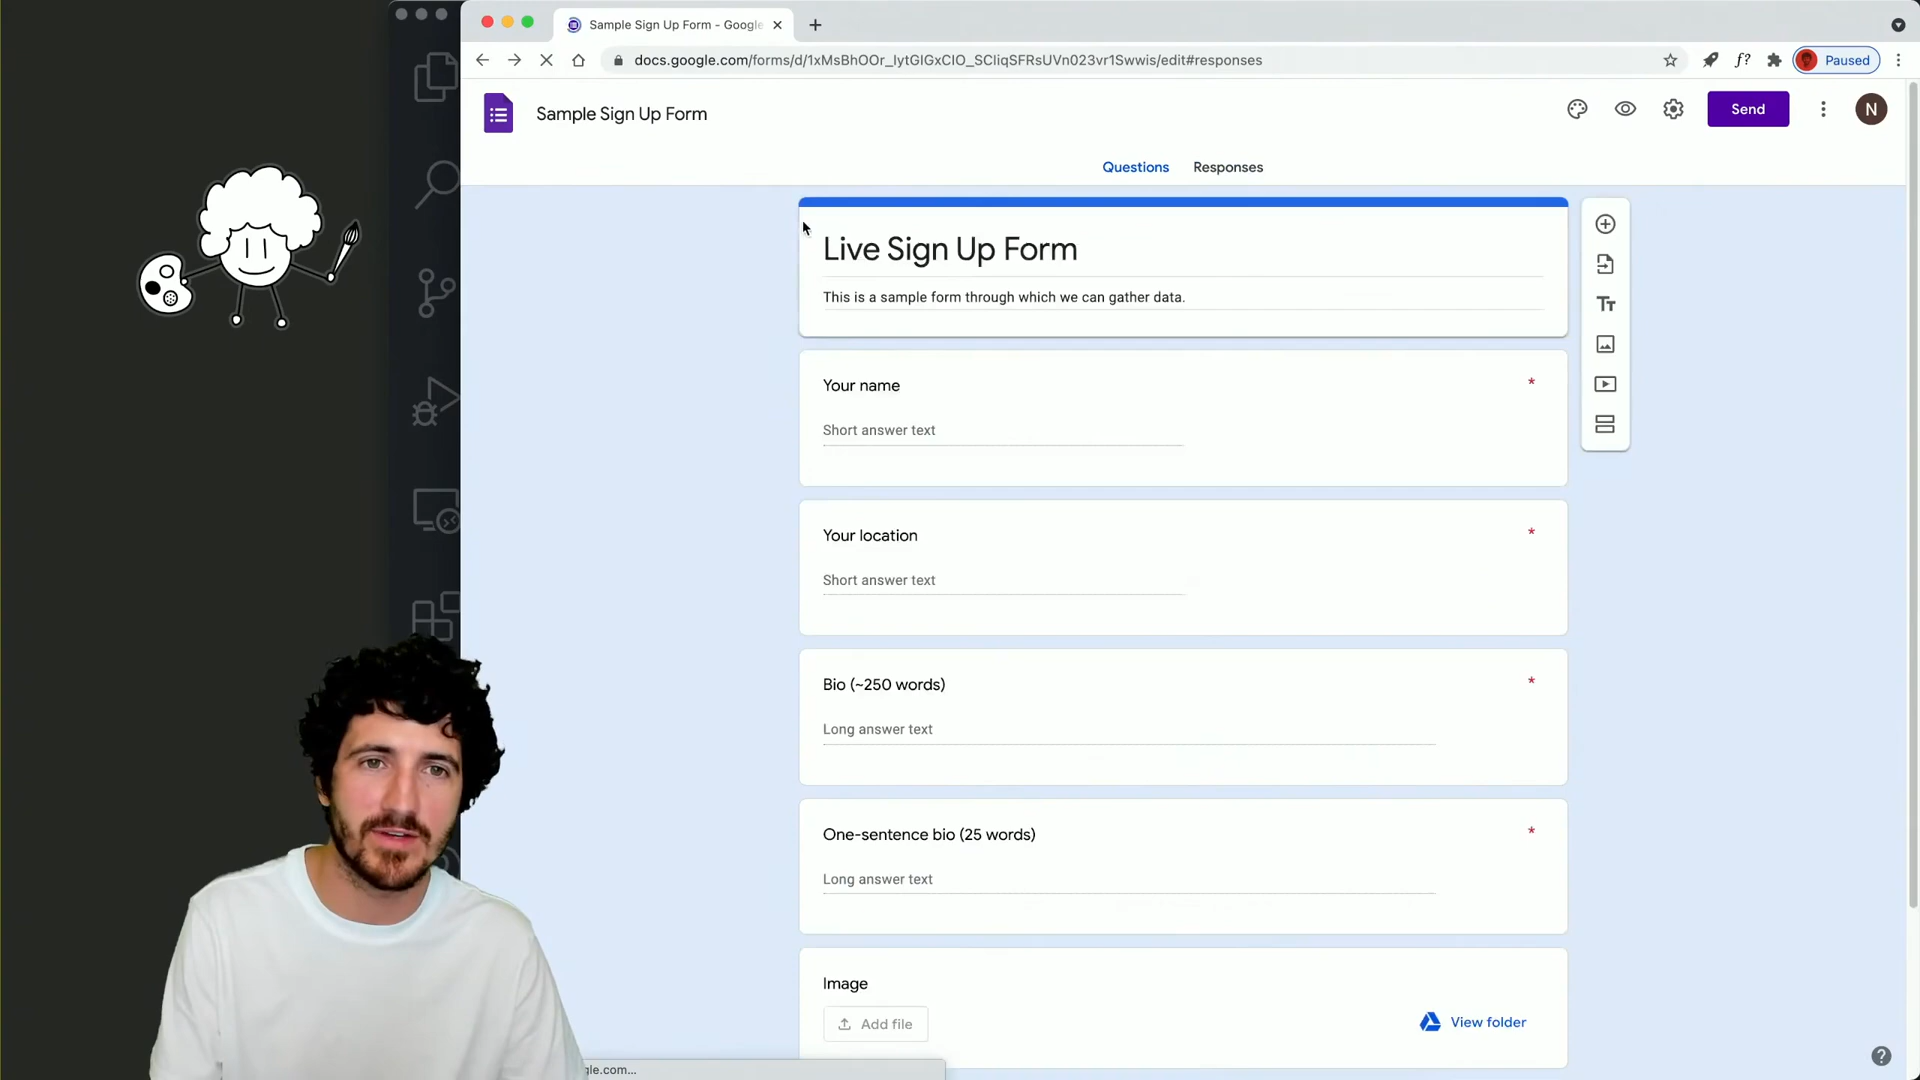 Sample Sign Up Form - Google
docs.google.com/forms/d/1xMsBhOOr_IytGIGxCIO_SCliqSFRsUVn023vr1Swwis/edit#responses
Paused
Sample Sign Up Form
Send
N
Questions
Responses
Live Sign Up Form
This is a sample form through which we can gather data.
Your name
*
Short answer text
Your location
*
Short answer text
Bio (~250 words)
*
Long answer text
One-sentence bio (25 words)
*
Long answer text
Image
Add file
View folder
gle.com...